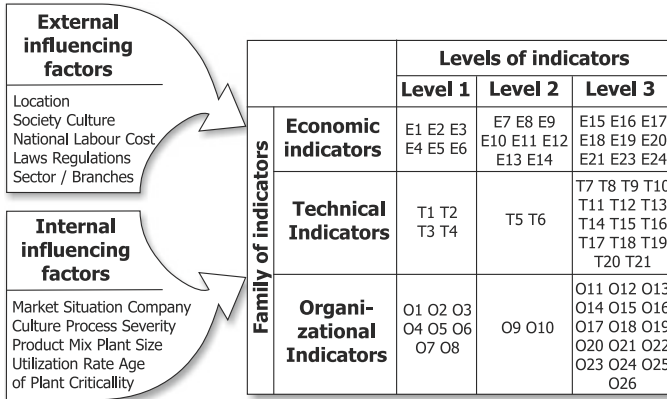 External
influencing
factors
Location
Society Culture
National Labour Cost
Laws Regulations
Sector / Branches
Internal
influencing
factors
Market Situation Company
Culture Process Severity
Product Mix Plant Size
Utilization Rate Age
of Plant Criticallity
Levels of indicators
Level 1 Level 2 Level 3
Family of indicators
Economic
indicators
E1 E2 E3
E4 E5 E6
E7 E8 E9
E10 E11 E12
E13 E14
E15 E16 E17
E18 E19 E20
E21 E23 E24
Technical
Indicators
T1 T2
T3 T4
T5 T6
T7 T8 T9 T10
T11 T12 T13
T14 T15 T16
T17 T18 T19
T20 T21
Organi-
zational
Indicators
O1 O2 O3
O4 O5 O6
O7 O8
O9 O10
O11 O12 O13
O14 O15 O16
O17 O18 O19
O20 O21 O22
O23 O24 O25
O26